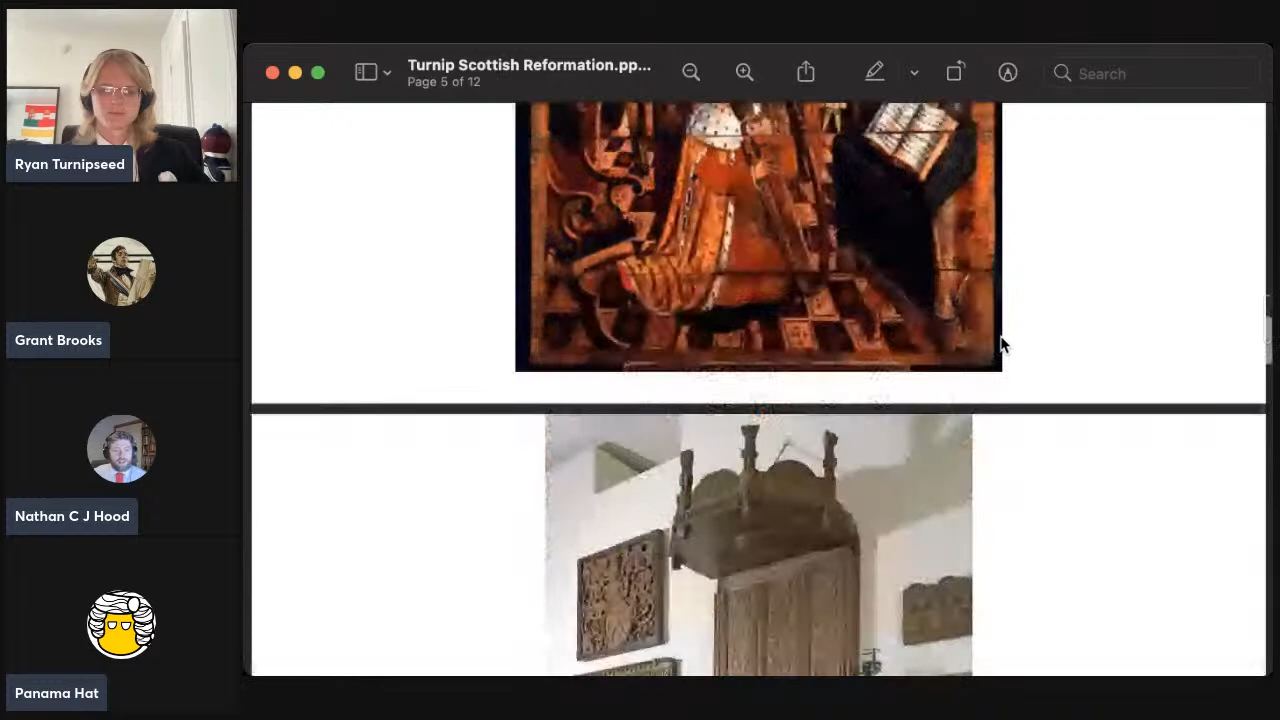 Turnip Scottish Reformation.pp...
Page 5 of 12
Search
Ryan Turnipseed
Grant Brooks
Nathan C J Hood
Panama Hat